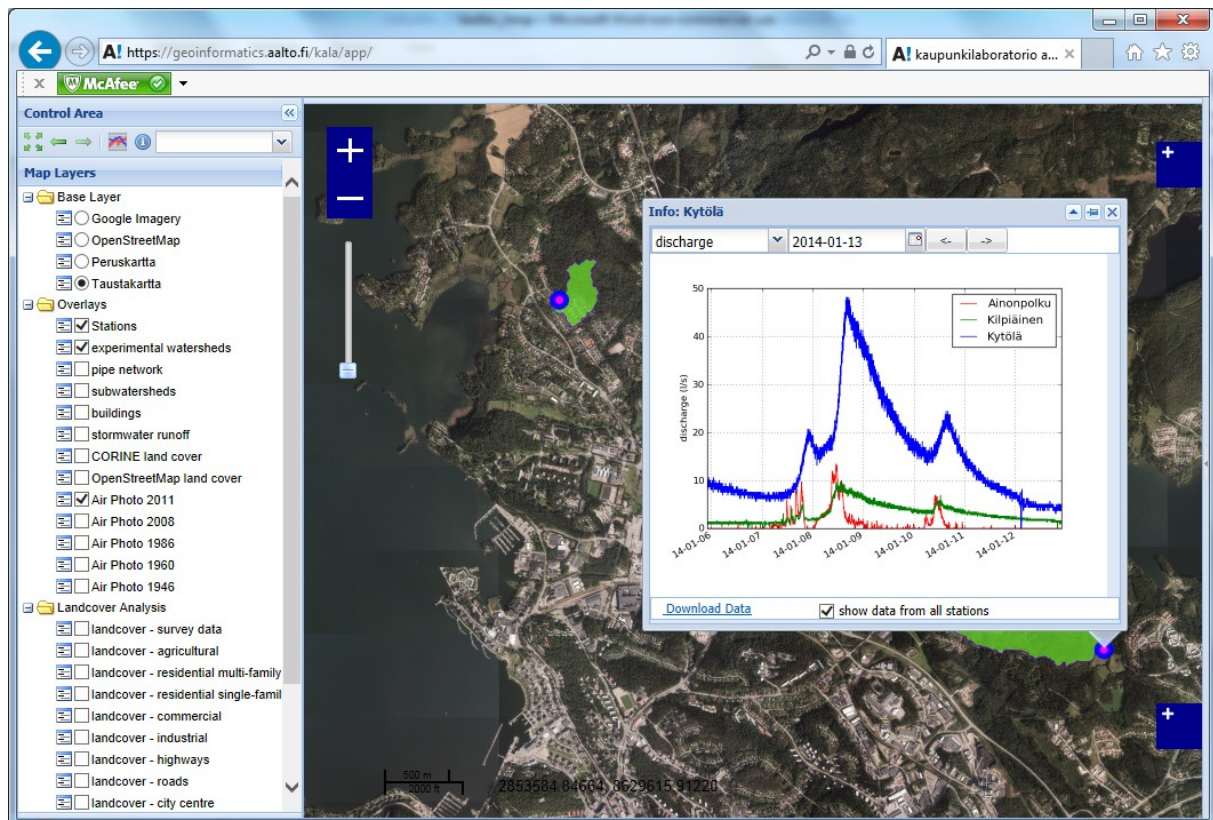 https://geoinformatics.aalto.fi/kala/app/
A! kaupunkilaboratorio a...
x McAfee
Control Area
Map Layers
Base Layer
Google Imagery
OpenStreetMap
Peruskartta
Taustakartta
Overlays
Stations
experimental watersheds
pipe network
subwatersheds
buildings
stormwater runoff
CORINE land cover
OpenStreetMap land cover
Air Photo 2011
Air Photo 2008
Air Photo 1986
Air Photo 1960
Air Photo 1946
Landcover Analysis
landcover - survey data
landcover - agricultural
landcover - residential multi-family
landcover - residential single-famil
landcover - commercial
landcover - industrial
landcover - highways
landcover - roads
landcover - city centre
+
−
+
Info: Kytölä
discharge 2014-01-13 <- ->
50
40
30
20
10
0
discharge (l/s)
Ainonpolku
Kilpiäinen
Kytölä
14-01-06 14-01-07 14-01-08 14-01-09 14-01-10 14-01-11 14-01-12
Download Data show data from all stations
+
500 m
2000 ft